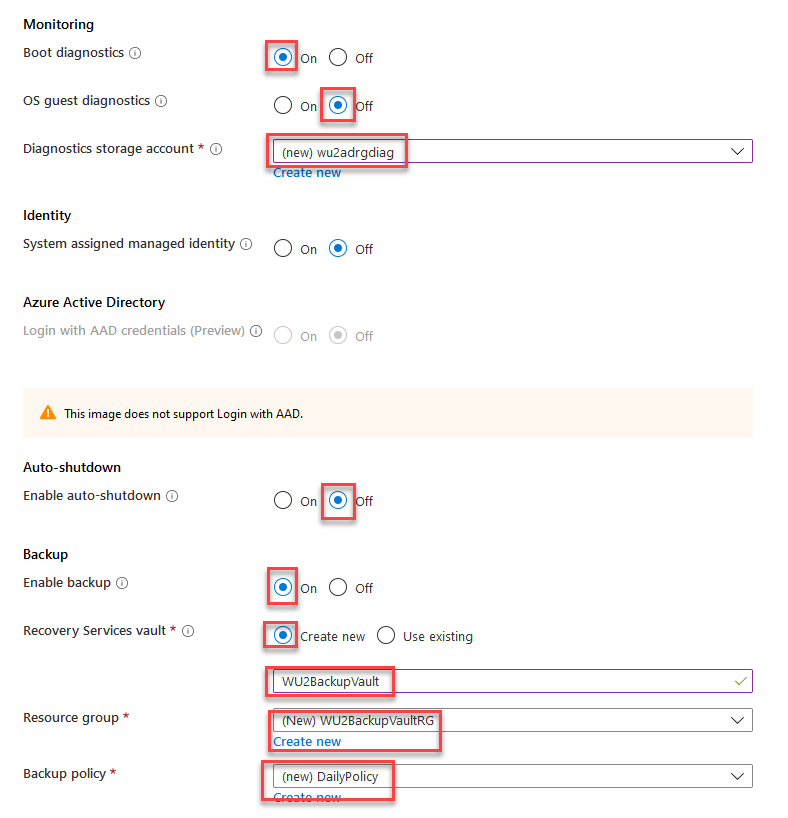 Monitoring
Boot diagnostics On Off
OS guest diagnostics On Off
Diagnostics storage account * (new) wu2adrgdiag
Create new
Identity
System assigned managed identity On Off
Azure Active Directory
Login with AAD credentials (Preview) On Off
This image does not support Login with AAD.
Auto-shutdown
Enable auto-shutdown On Off
Backup
Enable backup On Off
Recovery Services vault * Create new Use existing
WU2BackupVault
Resource group * (New) WU2BackupVaultRG
Create new
Backup policy * (new) DailyPolicy
Create new